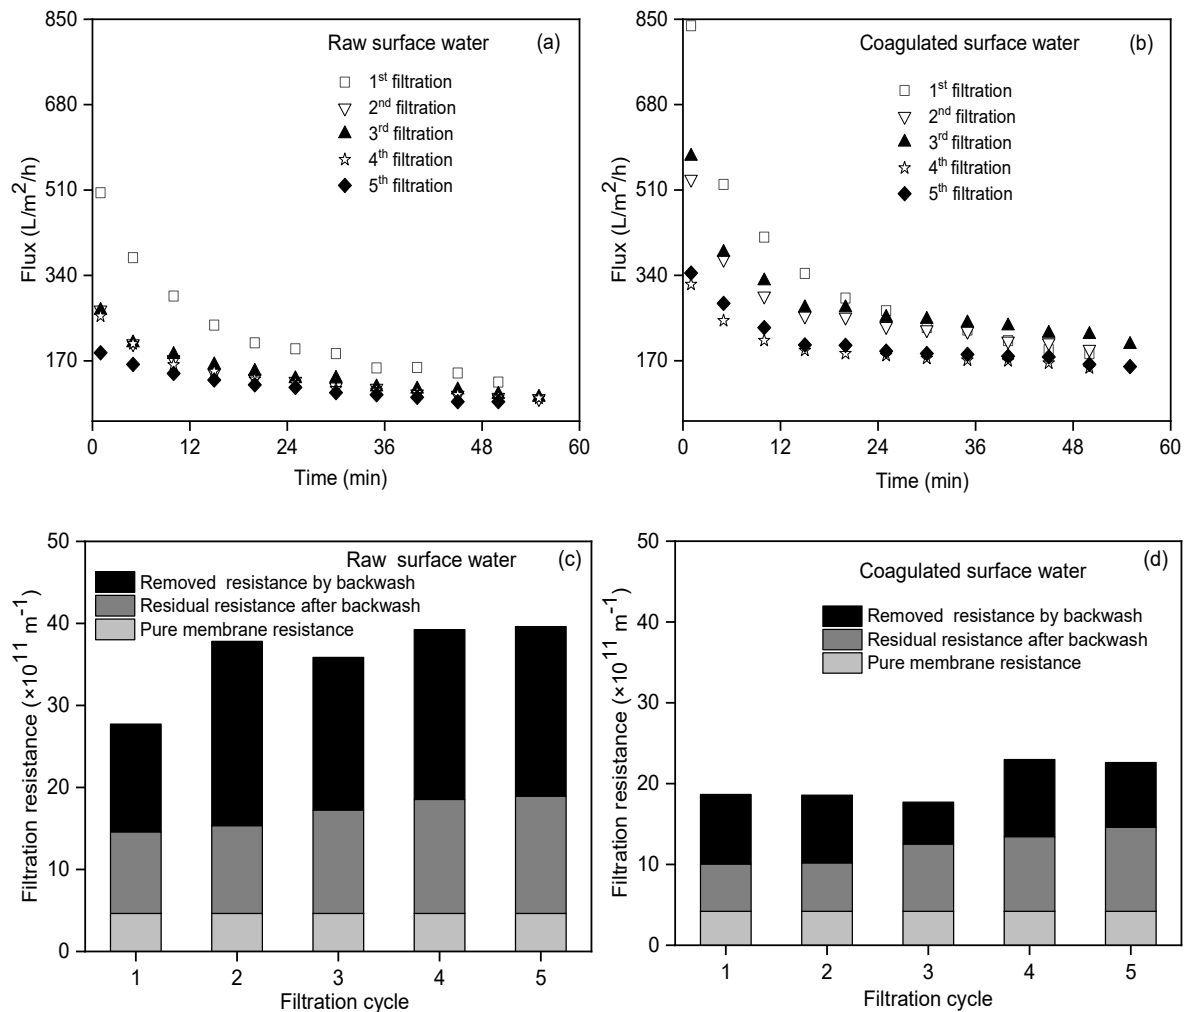 Raw surface water
(a)
1st filtration
2nd filtration
3rd filtration
4th filtration
5th filtration
850
680
510
340
170
Flux (L/m2/h)
0 12 24 36 48 60
Time (min)
Coagulated surface water
(b)
1st filtration
2nd filtration
3rd filtration
4th filtration
5th filtration
850
680
510
340
170
Flux (L/m2/h)
0 12 24 36 48 60
Time (min)
Raw  surface water
(c)
Removed  resistance by backwash
Residual resistance after backwash
Pure membrane resistance
50
40
30
20
10
0
Filtration resistance (×10^11 m^-1)
1 2 3 4 5
Filtration cycle
Coagulated surface water
(d)
Removed  resistance by backwash
Residual resistance after backwash
Pure membrane resistance
50
40
30
20
10
0
Filtration resistance (×10^11 m^-1)
1 2 3 4 5
Filtration cycle